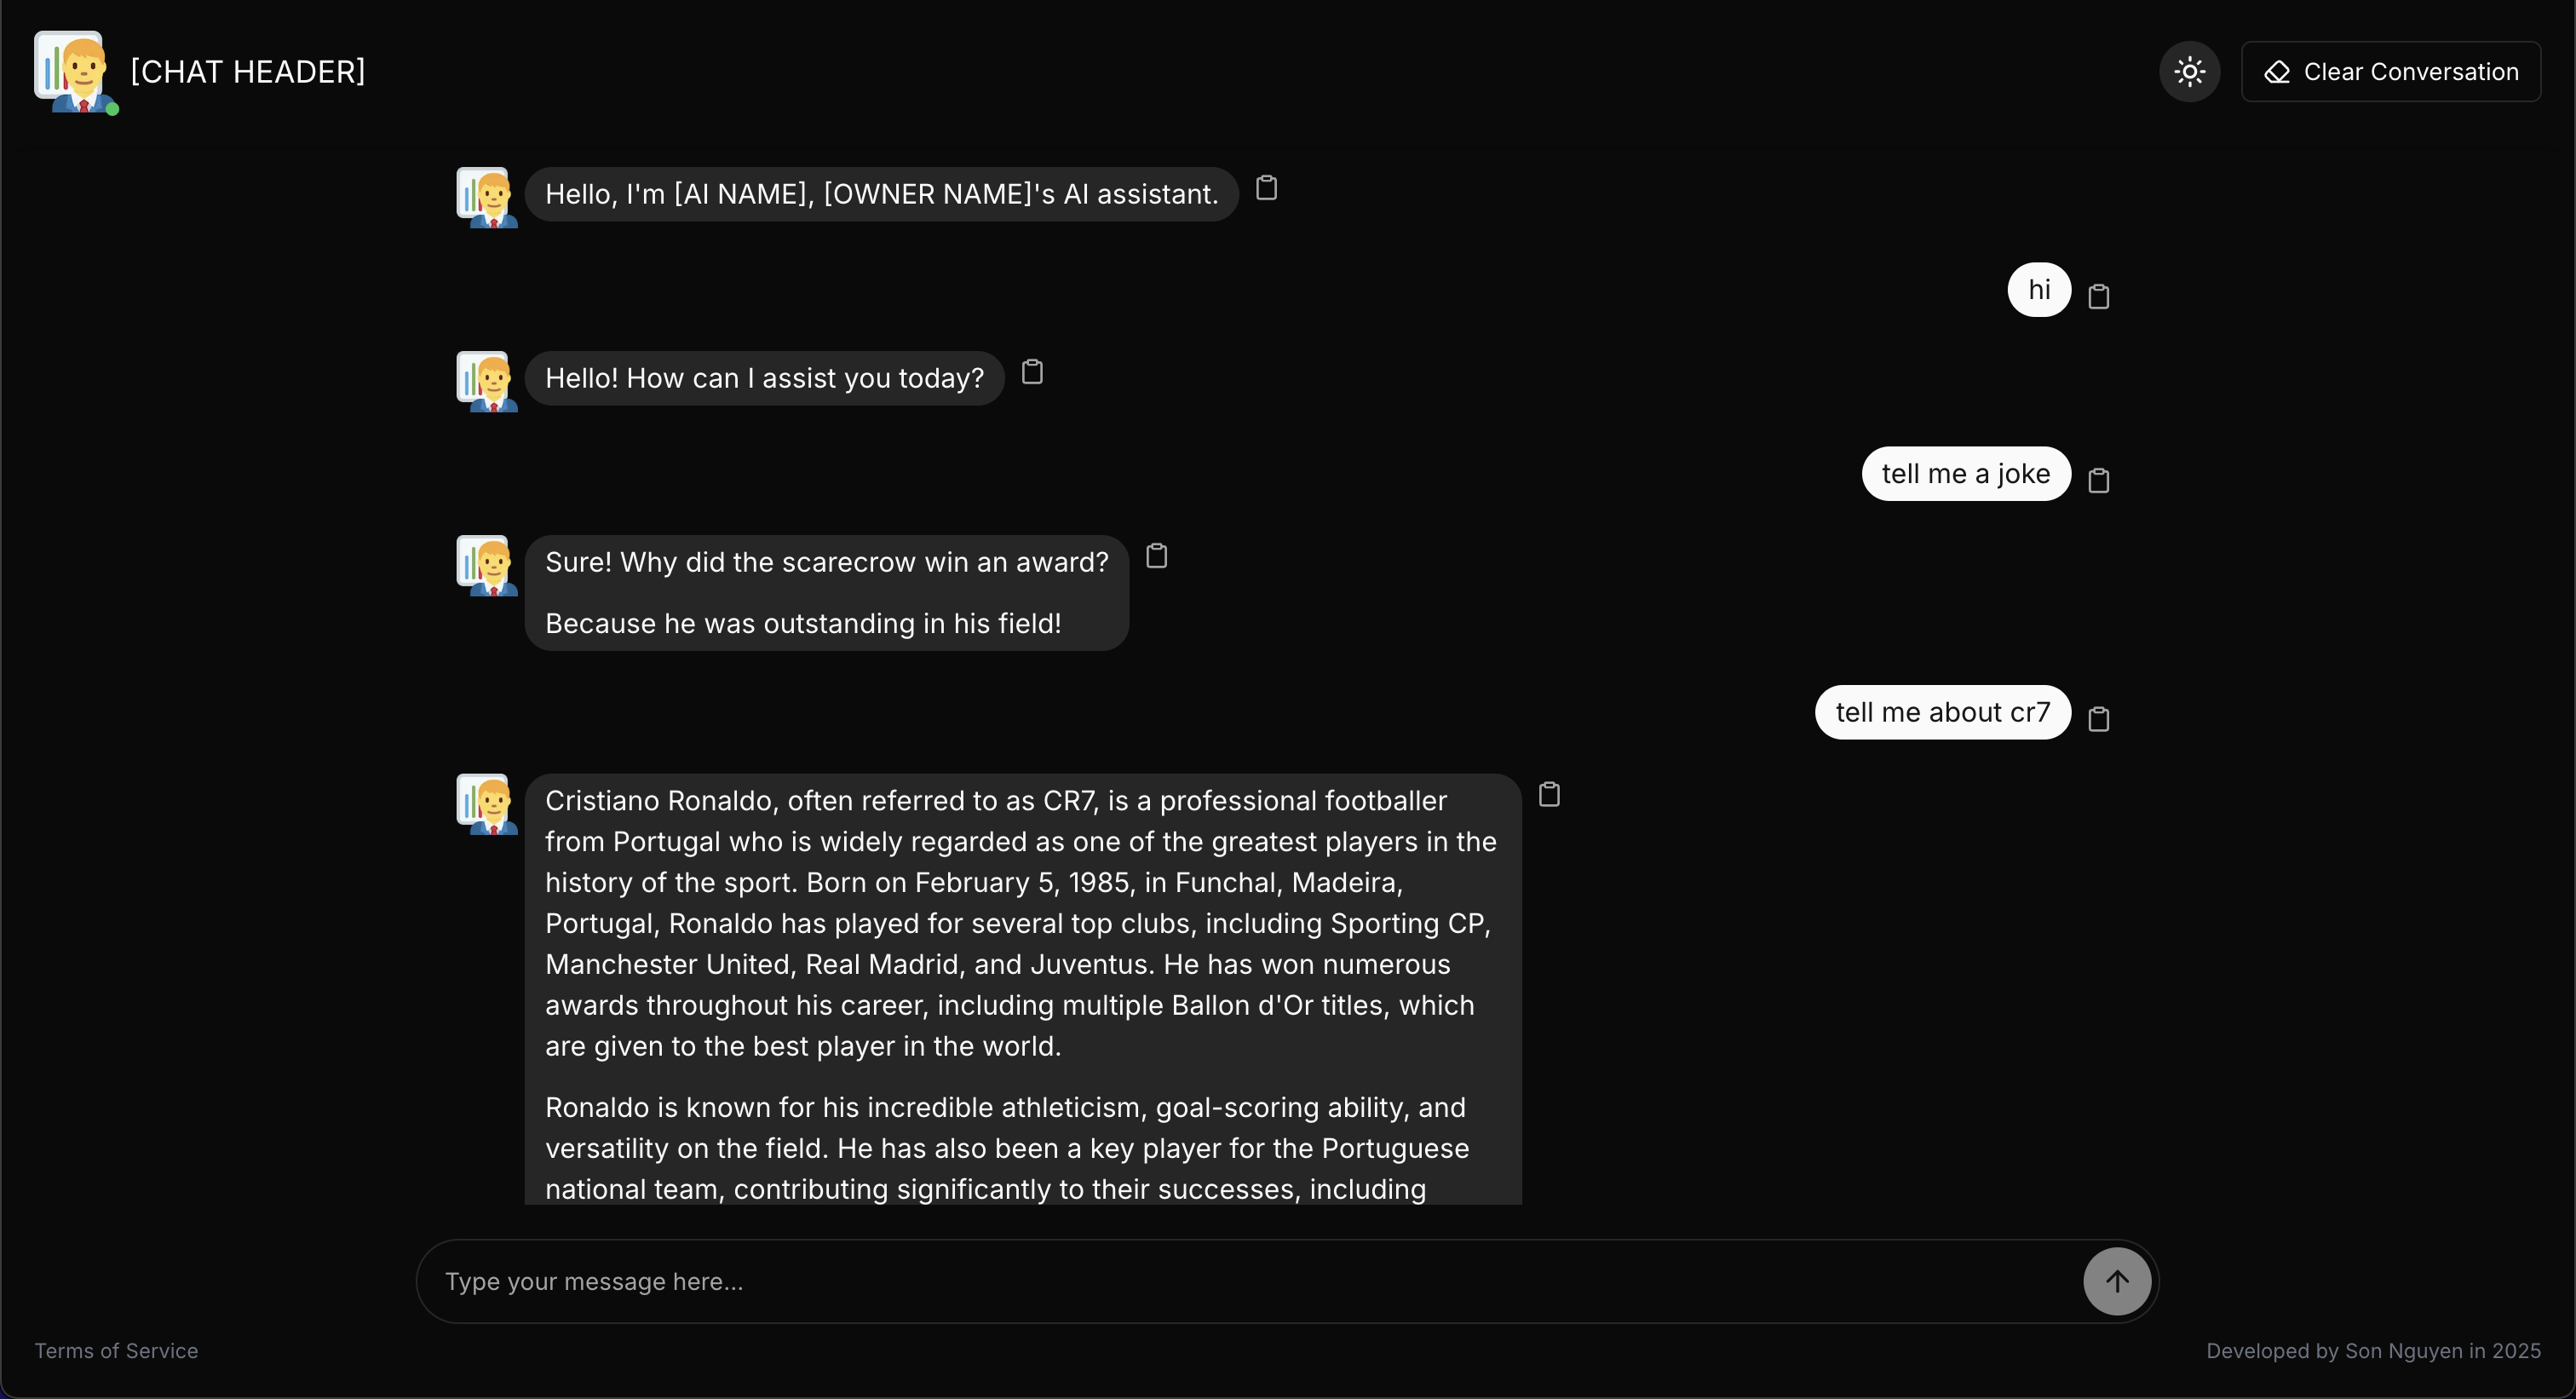 [CHAT HEADER]
Clear Conversation
Hello, I'm [AI NAME], [OWNER NAME]'s AI assistant.
hi
Hello! How can I assist you today?
tell me a joke
Sure! Why did the scarecrow win an award?
Because he was outstanding in his field!
tell me about cr7
Cristiano Ronaldo, often referred to as CR7, is a professional footballer
from Portugal who is widely regarded as one of the greatest players in the
history of the sport. Born on February 5, 1985, in Funchal, Madeira,
Portugal, Ronaldo has played for several top clubs, including Sporting CP,
Manchester United, Real Madrid, and Juventus. He has won numerous
awards throughout his career, including multiple Ballon d'Or titles, which
are given to the best player in the world.
Ronaldo is known for his incredible athleticism, goal-scoring ability, and
versatility on the field. He has also been a key player for the Portuguese
national team, contributing significantly to their successes, including
Type your message here...
Terms of Service
Developed by Son Nguyen in 2025